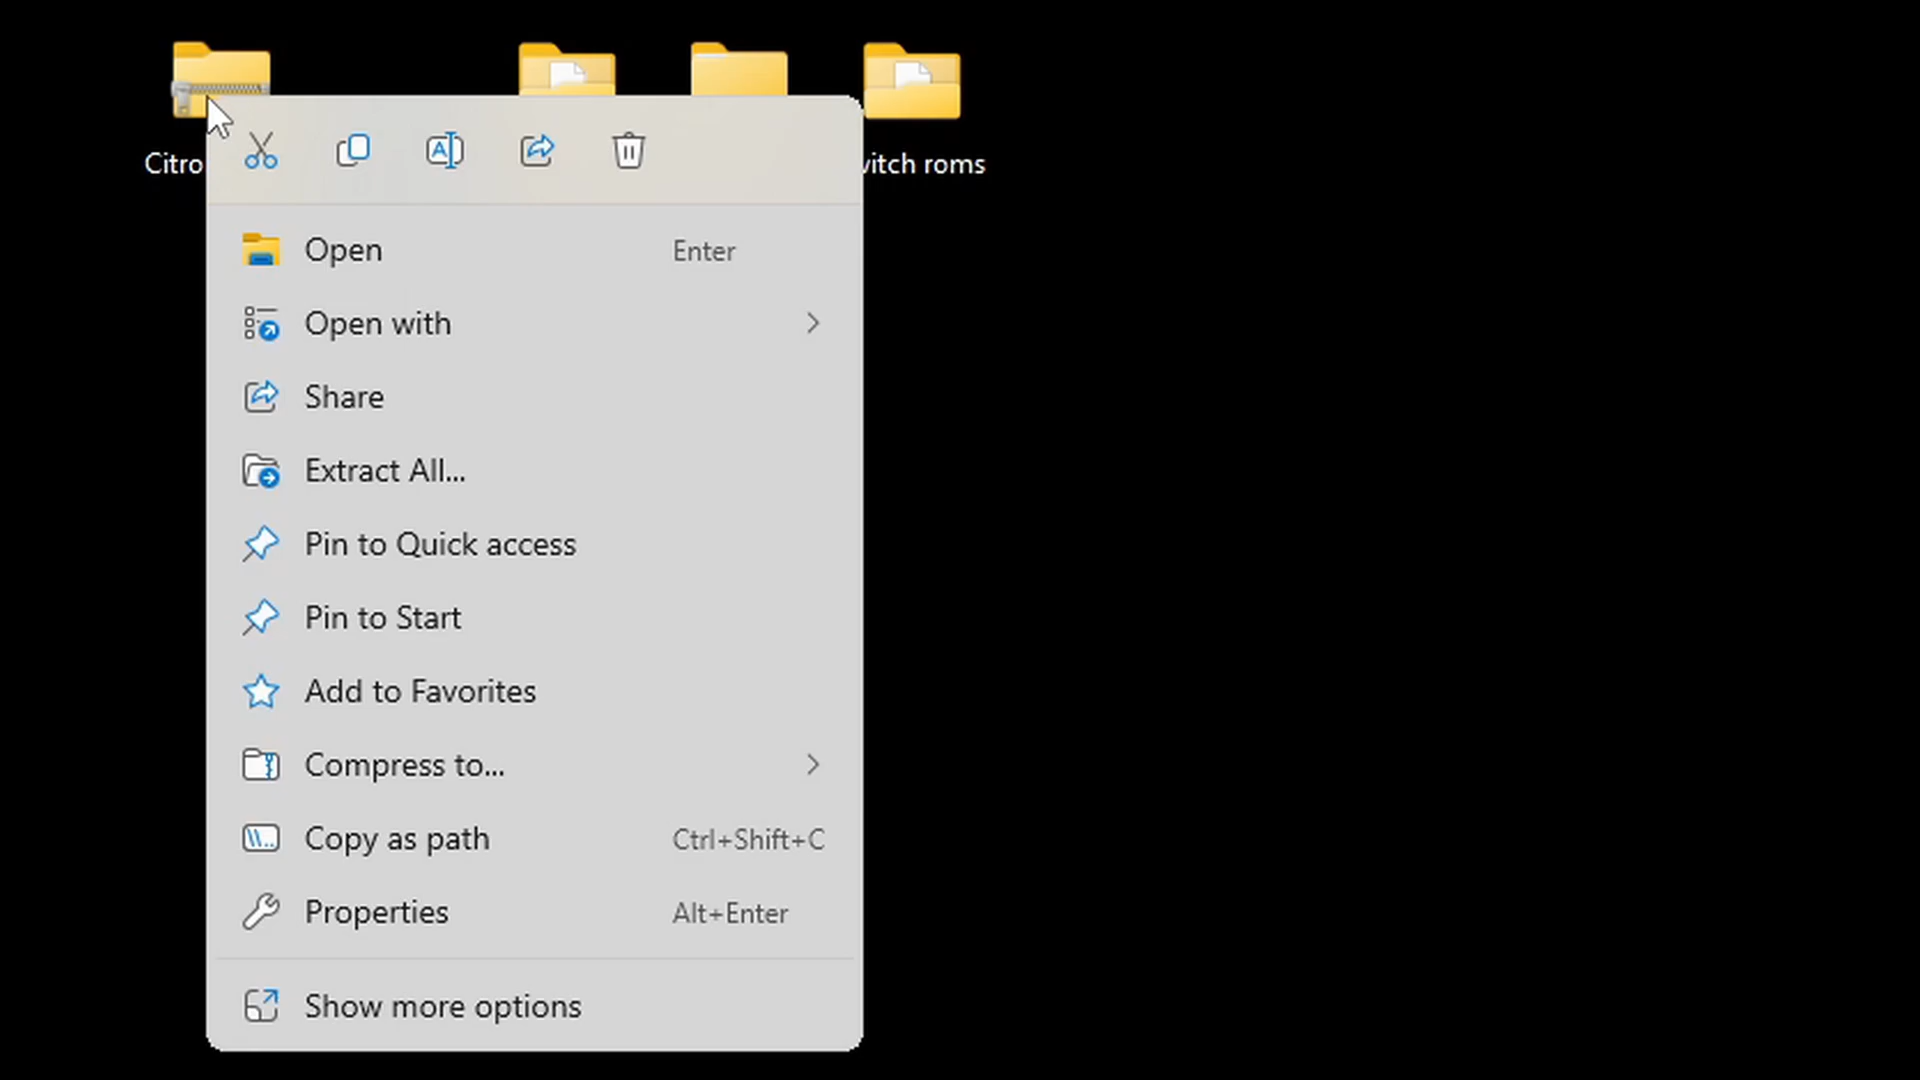 Citro
witch roms
Open Enter
Open with
Share
Extract All...
Pin to Quick access
Pin to Start
Add to Favorites
Compress to...
Copy as path Ctrl+Shift+C
Properties Alt+Enter
Show more options